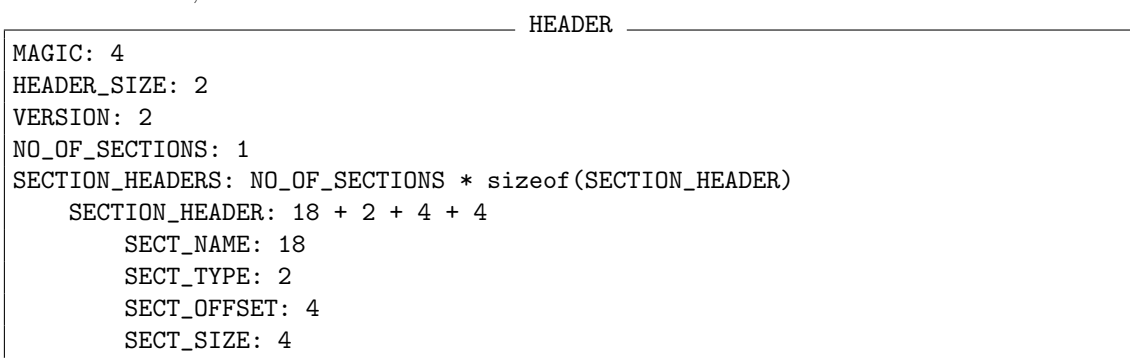 HEADER
MAGIC: 4
HEADER_SIZE: 2
VERSION: 2
NO_OF_SECTIONS: 1
SECTION_HEADERS: NO_OF_SECTIONS * sizeof(SECTION_HEADER)
    SECTION_HEADER: 18 + 2 + 4 + 4
        SECT_NAME: 18
        SECT_TYPE: 2
        SECT_OFFSET: 4
        SECT_SIZE: 4